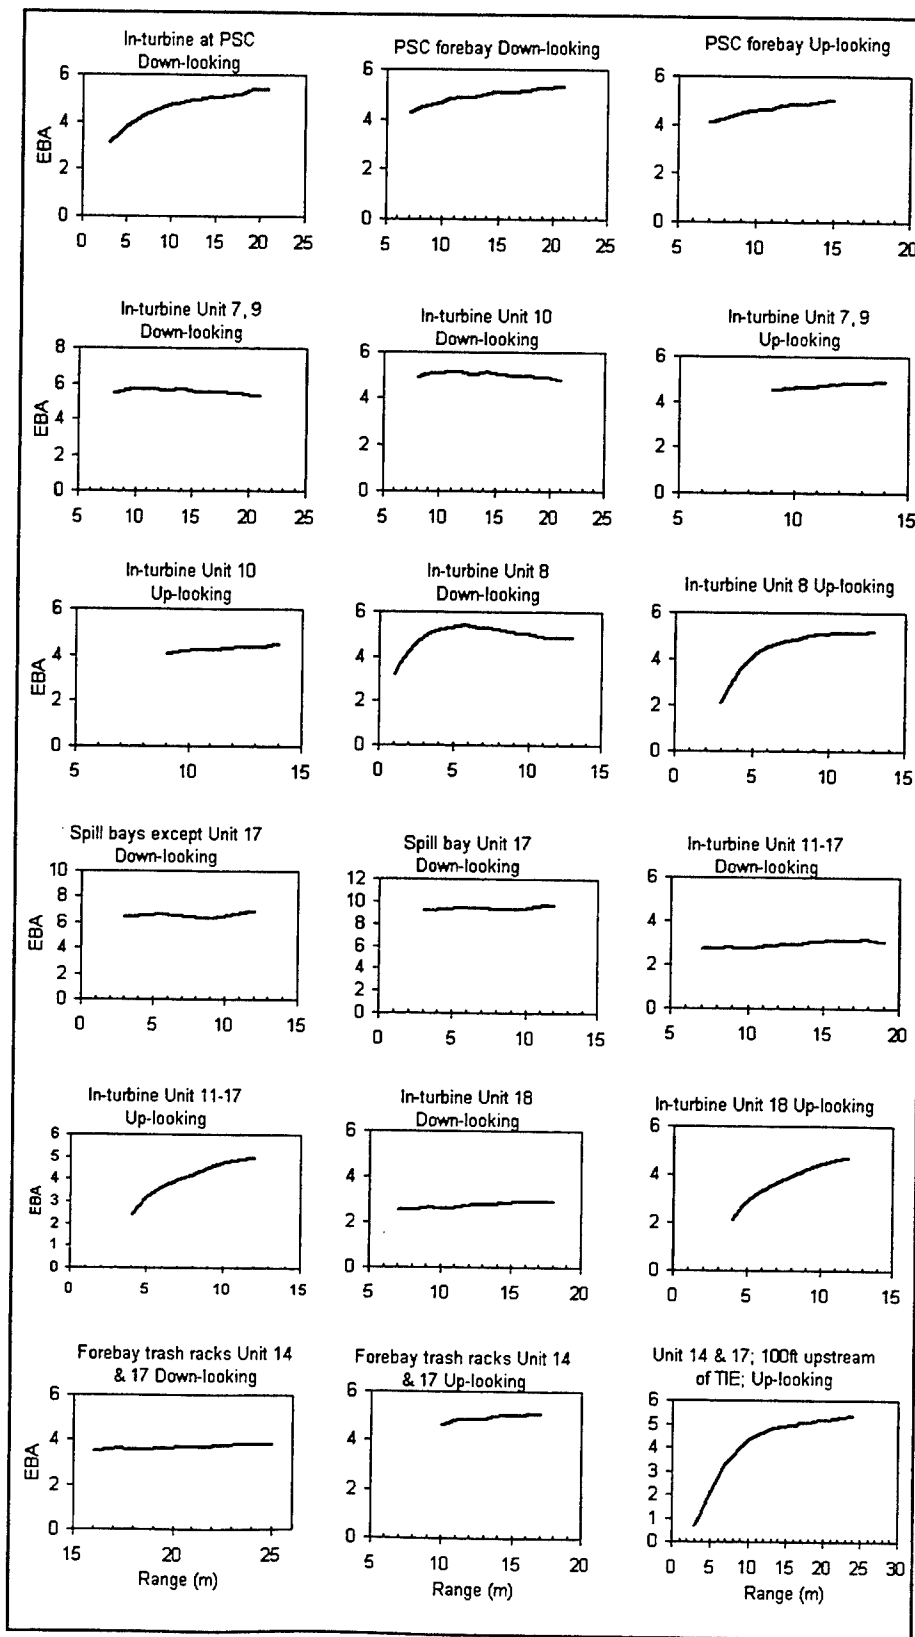 In-turbine at PSC
Down-looking
6
4
2
0
EBA
0 5 10 15 20 25
PSC forebay Down-looking
6
4
2
0
5 10 15 20 25
PSC forebay Up-looking
6
4
2
0
5 10 15 20
In-turbine Unit 7, 9
Down-looking
8
6
4
2
0
EBA
5 10 15 20 25
In-turbine Unit 10
Down-looking
6
4
2
0
5 10 15 20 25
In-turbine Unit 7, 9
Up-looking
6
4
2
0
5 10 15
In-turbine Unit 10
Up-looking
6
4
2
0
EBA
5 10 15
In-turbine Unit 8
Down-looking
6
4
2
0
0 5 10 15
In-turbine Unit 8 Up-looking
6
4
2
0
0 5 10 15
Spill bays except Unit 17
Down-looking
10
8
6
4
2
0
EBA
0 5 10 15
Spill bay Unit 17
Down-looking
12
10
8
6
4
2
0
0 5 10 15
In-turbine Unit 11-17
Down-looking
6
4
2
0
5 10 15 20
In-turbine Unit 11-17
Up-looking
6
5
4
3
2
1
0
EBA
0 5 10 15
In-turbine Unit 18
Down-looking
6
4
2
0
5 10 15 20
In-turbine Unit 18 Up-looking
6
4
2
0
0 5 10 15
Forebay trash racks Unit 14
& 17 Down-looking
6
4
2
0
EBA
15 20 25
Range (m)
Forebay trash racks Unit 14
& 17 Up-looking
6
4
2
0
5 10 15 20
Range (m)
Unit 14 & 17; 100ft upstream
of TIE; Up-looking
6
5
4
3
2
1
0
0 5 10 15 20 25 30
Range (m)